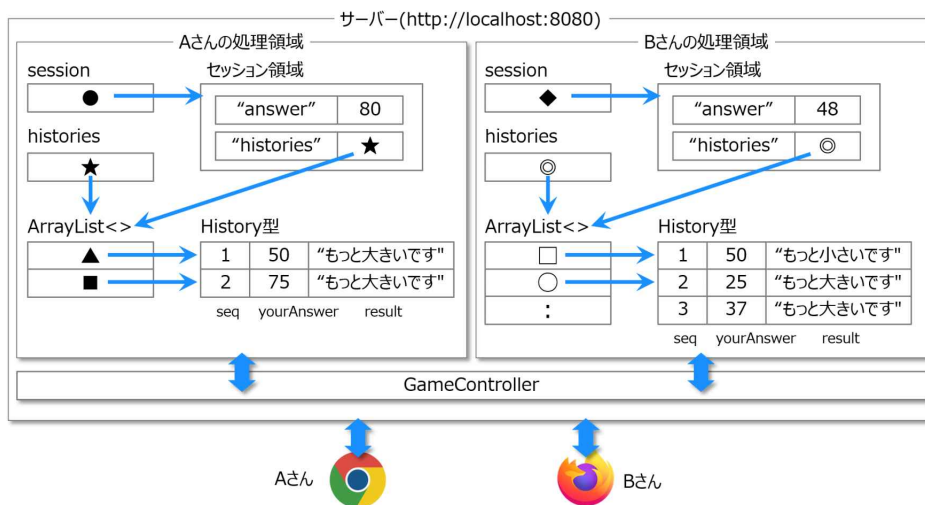 サーバー(http://localhost:8080)
Aさんの処理領域
session
セッション領域
“answer” 80
“histories” ★
histories
★
ArrayList<>
History型
1 50 “もっと大きいです"
2 75 “もっと大きいです"
seq yourAnswer result
Bさんの処理領域
session
セッション領域
“answer” 48
“histories” ◎
histories
◎
ArrayList<>
History型
1 50 “もっと小さいです"
2 25 “もっと大きいです"
:
3 37 “もっと大きいです"
seq yourAnswer result
GameController
Aさん
Bさん